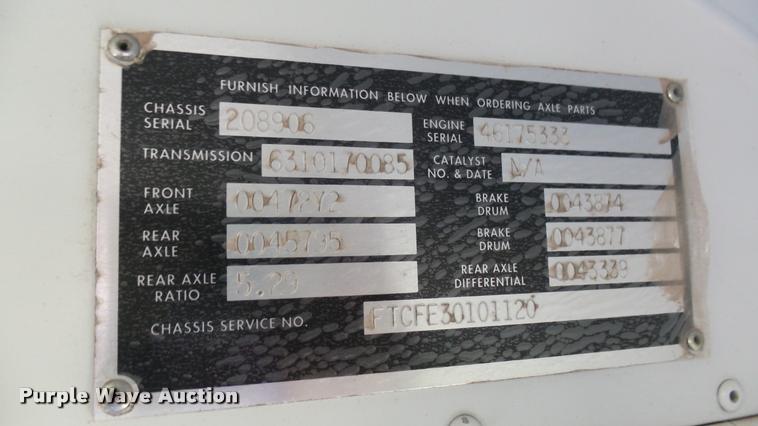 FURNISH INFORMATION BELOW WHEN ORDERING AXLE PARTS
CHASSIS SERIAL 208906
ENGINE SERIAL 46175333
TRANSMISSION 6310170085
CATALYST NO. & DATE N/A
FRONT AXLE
BRAKE DRUM 0043874
REAR AXLE 0045795
BRAKE DRUM 0043877
REAR AXLE RATIO 5.29
REAR AXLE DIFFERENTIAL 0043339
CHASSIS SERVICE NO. FTCFE30101120
Purple Wave Auction